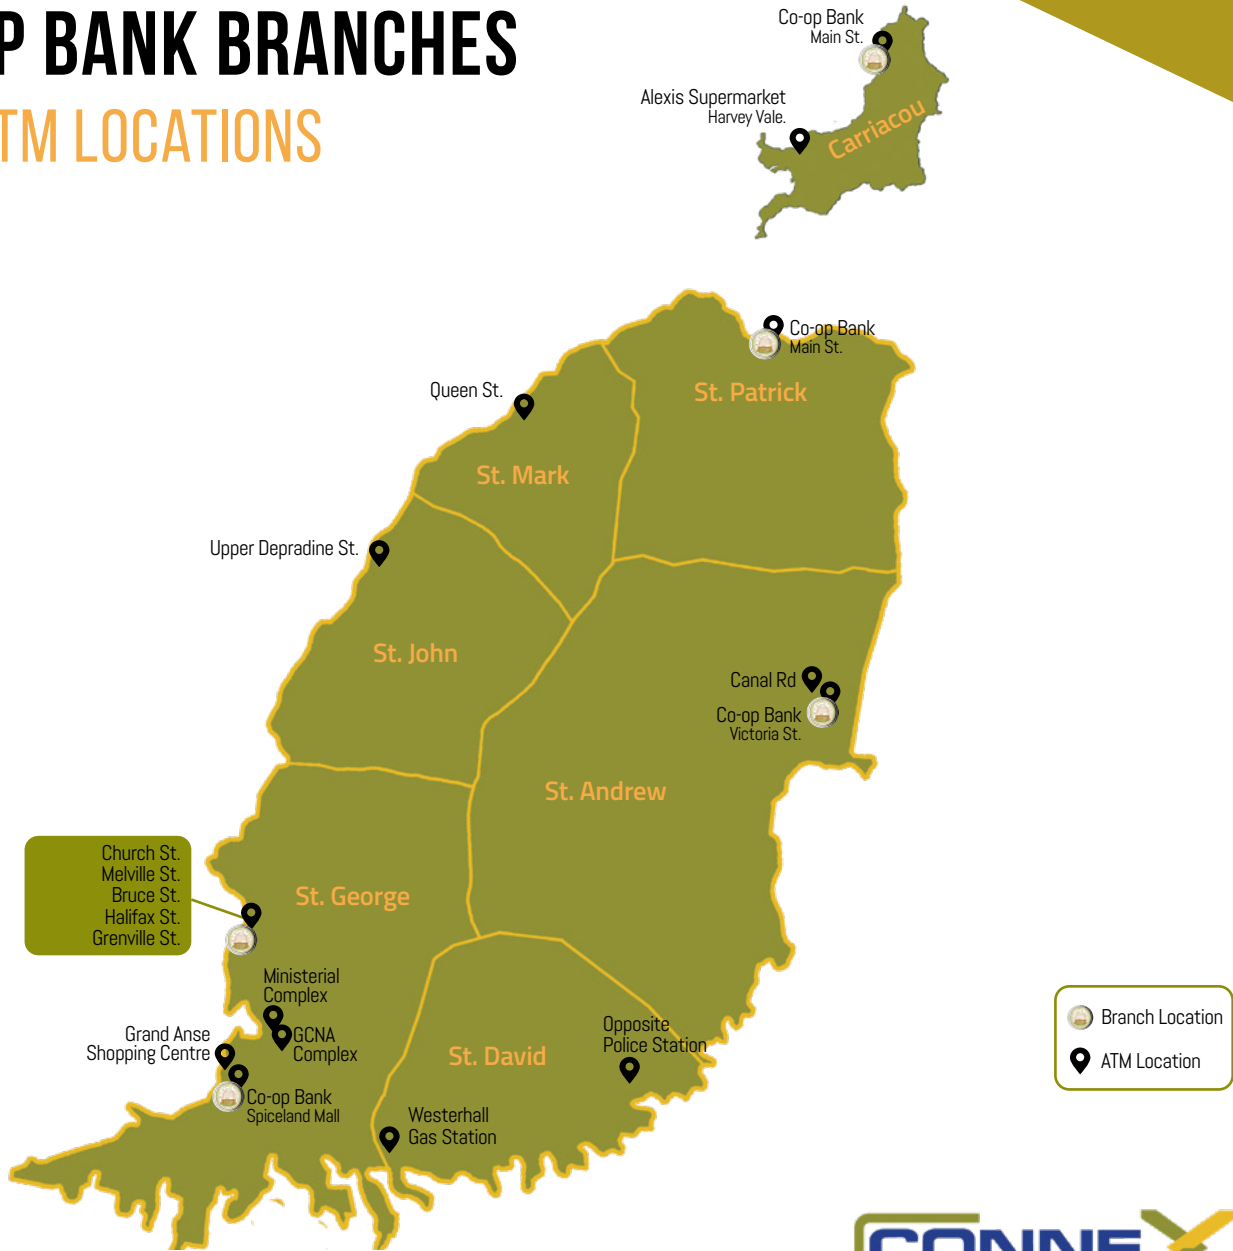 P BANK BRANCHES
TM LOCATIONS
Co-op Bank
Main St.
Alexis Supermarket
Harvey Vale.
Carriacou
Co-op Bank
Main St.
St. Patrick
Queen St.
St. Mark
Upper Depradine St.
St. John
Canal Rd
Co-op Bank
Victoria St.
St. Andrew
Church St.
Melville St.
Bruce St.
Halifax St.
Grenville St.
St. George
Ministerial
Complex
GCNA
Complex
Grand Anse
Shopping Centre
Co-op Bank
Spiceland Mall
St. David
Opposite
Police Station
Westerhall
Gas Station
Branch Location
ATM Location
CONNEX